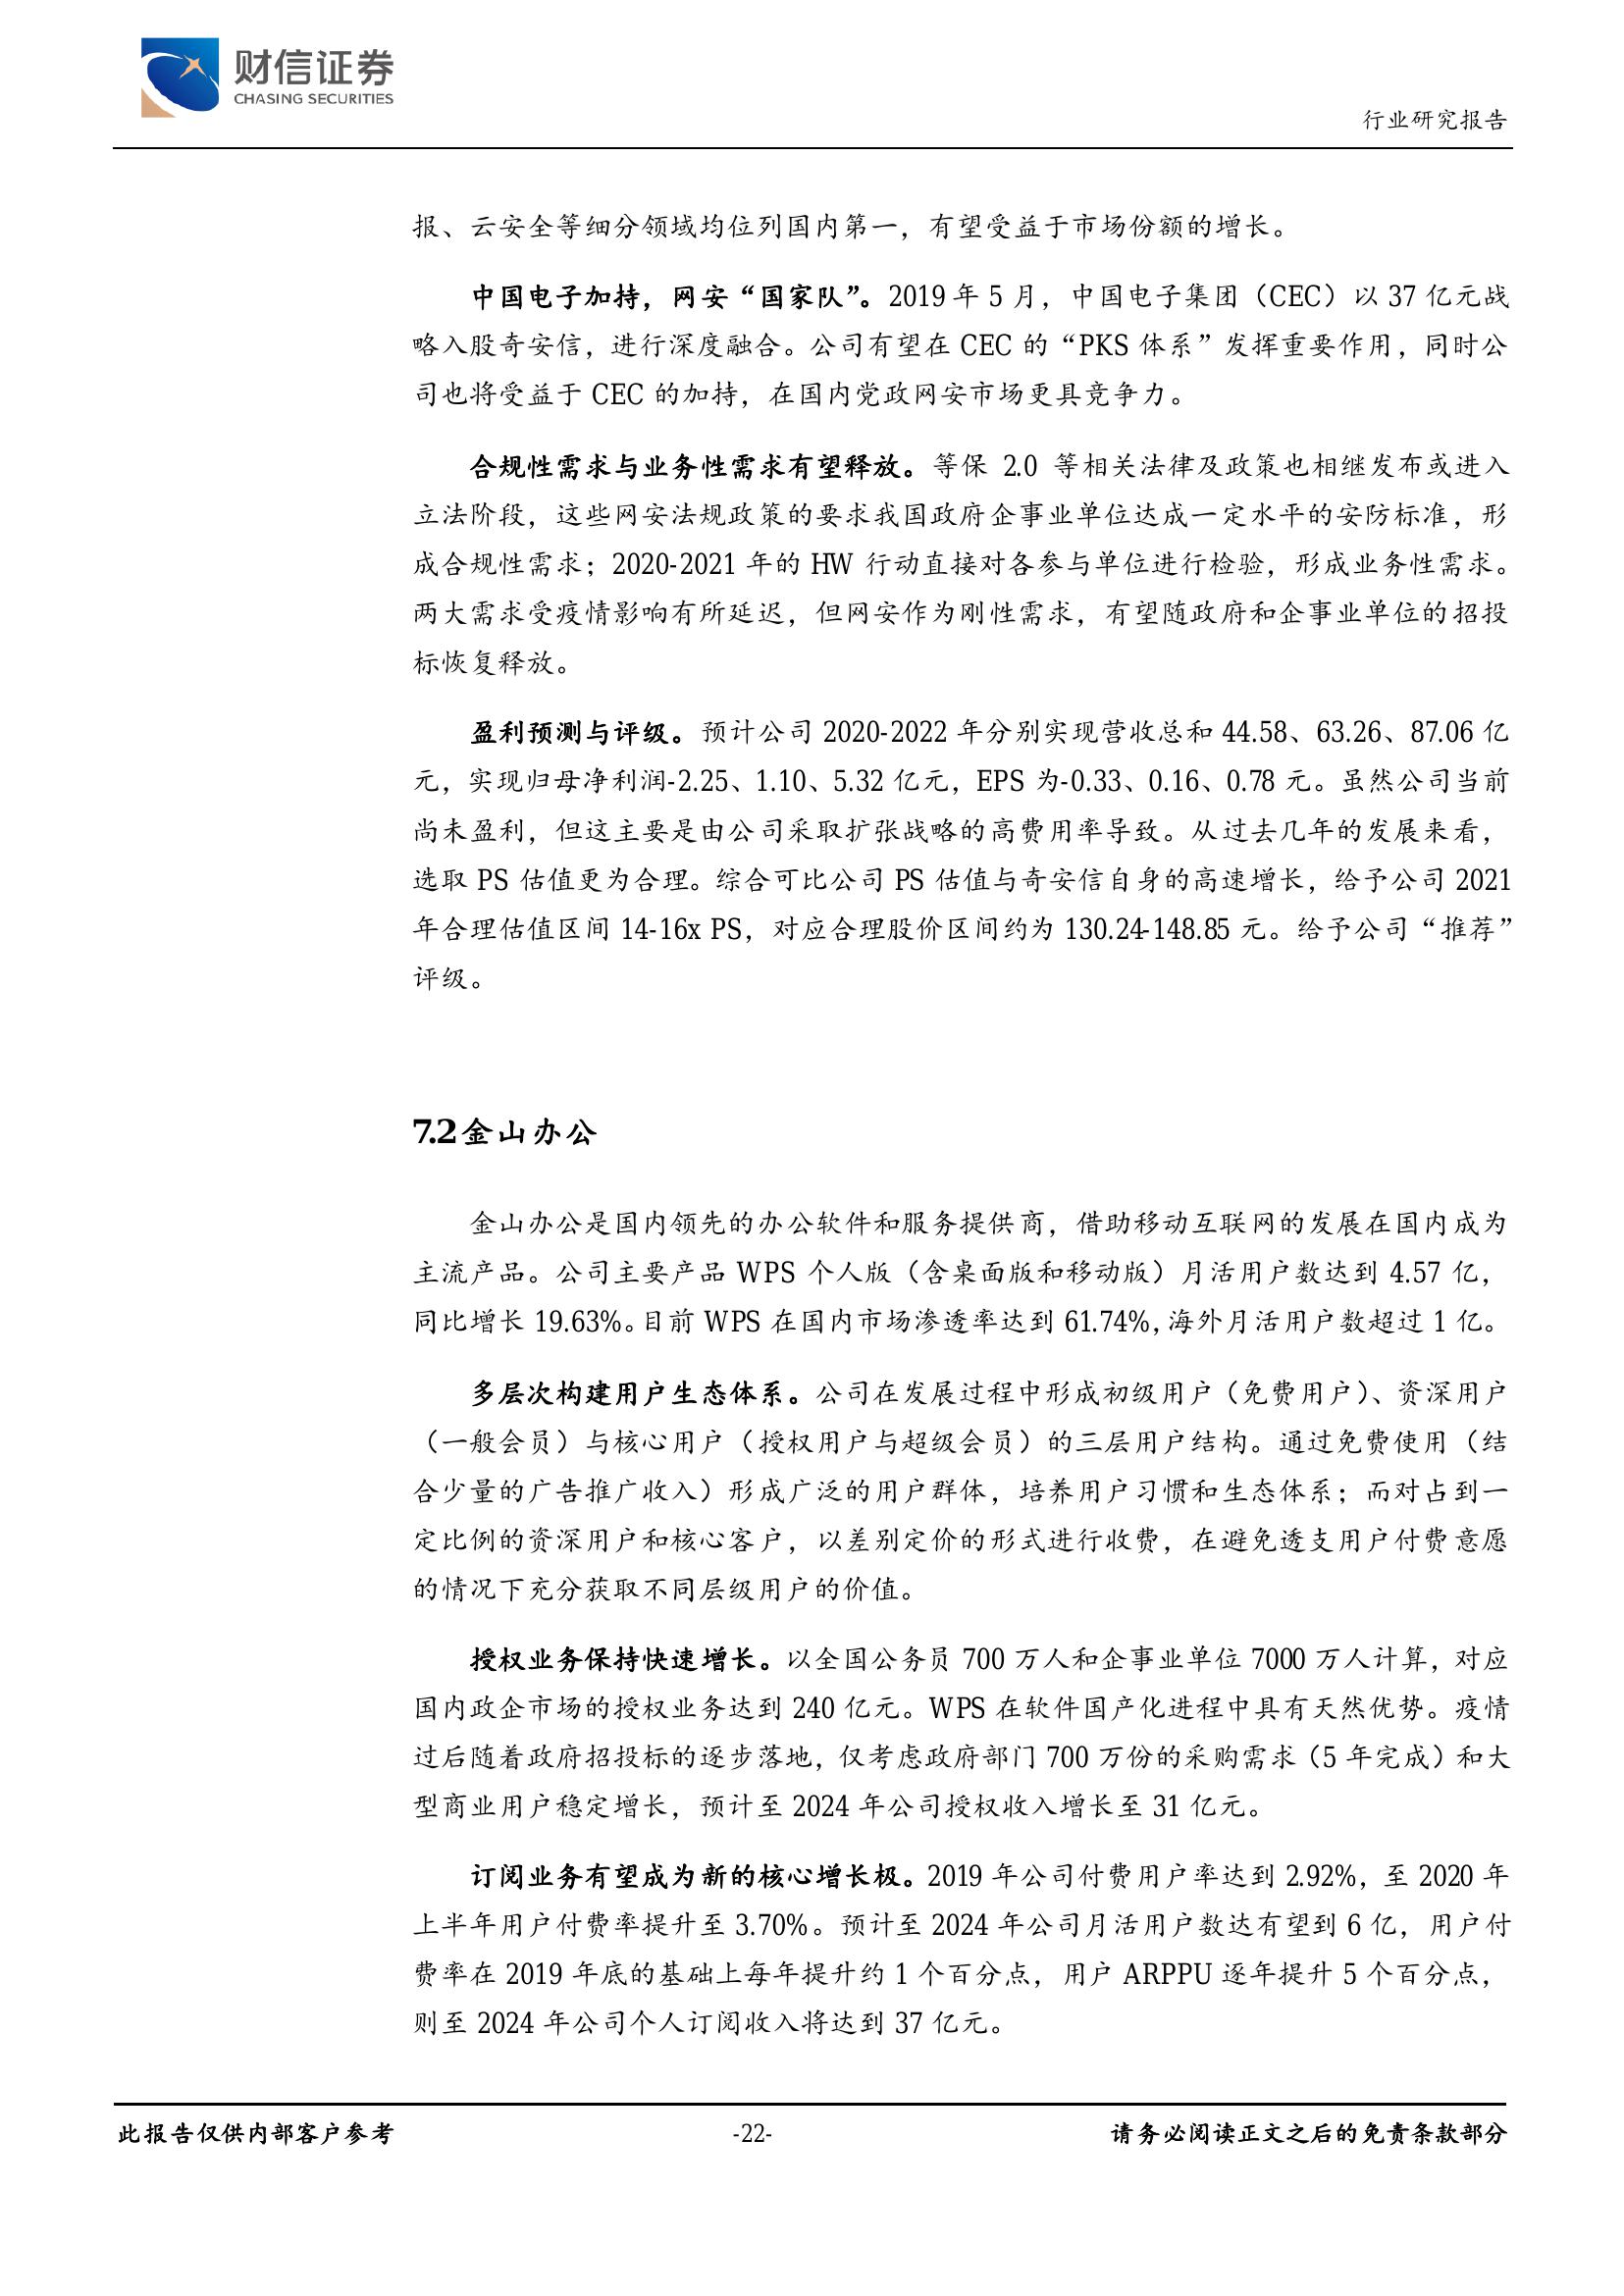 财信证券
CHASING SECURITIES
行业研究报告
报、云安全等细分领域均位列国内第一，有望受益于市场份额的增长。
中国电子加持，网安“国家队”。2019 年 5 月，中国电子集团（CEC）以 37 亿元战
略入股奇安信，进行深度融合。公司有望在 CEC 的“PKS 体系”发挥重要作用，同时公
司也将受益于 CEC 的加持，在国内党政网安市场更具竞争力。
合规性需求与业务性需求有望释放。等保 2.0 等相关法律及政策也相继发布或进入
立法阶段，这些网安法规政策的要求我国政府企事业单位达成一定水平的安防标准，形
成合规性需求；2020-2021 年的 HW 行动直接对各参与单位进行检验，形成业务性需求。
两大需求受疫情影响有所延迟，但网安作为刚性需求，有望随政府和企事业单位的招投
标恢复释放。
盈利预测与评级。预计公司 2020-2022 年分别实现营收总和 44.58、63.26、87.06 亿
元，实现归母净利润-2.25、1.10、5.32 亿元，EPS 为-0.33、0.16、0.78 元。虽然公司当前
尚未盈利，但这主要是由公司采取扩张战略的高费用率导致。从过去几年的发展来看，
选取 PS 估值更为合理。综合可比公司 PS 估值与奇安信自身的高速增长，给予公司 2021
年合理估值区间 14-16x PS，对应合理股价区间约为 130.24-148.85 元。给予公司“推荐”
评级。
7.2金山办公
金山办公是国内领先的办公软件和服务提供商，借助移动互联网的发展在国内成为
主流产品。公司主要产品 WPS 个人版（含桌面版和移动版）月活用户数达到 4.57 亿，
同比增长 19.63%。目前 WPS 在国内市场渗透率达到 61.74%，海外月活用户数超过 1 亿。
多层次构建用户生态体系。公司在发展过程中形成初级用户（免费用户）、资深用户
（一般会员）与核心用户（授权用户与超级会员）的三层用户结构。通过免费使用（结
合少量的广告推广收入）形成广泛的用户群体，培养用户习惯和生态体系；而对占到一
定比例的资深用户和核心客户，以差别定价的形式进行收费，在避免透支用户付费意愿
的情况下充分获取不同层级用户的价值。
授权业务保持快速增长。以全国公务员 700 万人和企事业单位 7000 万人计算，对应
国内政企市场的授权业务达到 240 亿元。WPS 在软件国产化进程中具有天然优势。疫情
过后随着政府招投标的逐步落地，仅考虑政府部门 700 万份的采购需求（5 年完成）和大
型商业用户稳定增长，预计至 2024 年公司授权收入增长至 31 亿元。
订阅业务有望成为新的核心增长极。2019 年公司付费用户率达到 2.92%，至 2020 年
上半年用户付费率提升至 3.70%。预计至 2024 年公司月活用户数达有望到 6 亿，用户付
费率在 2019 年底的基础上每年提升约 1 个百分点，用户 ARPPU 逐年提升 5 个百分点，
则至 2024 年公司个人订阅收入将达到 37 亿元。
此报告仅供内部客户参考
-22-
请务必阅读正文之后的免责条款部分